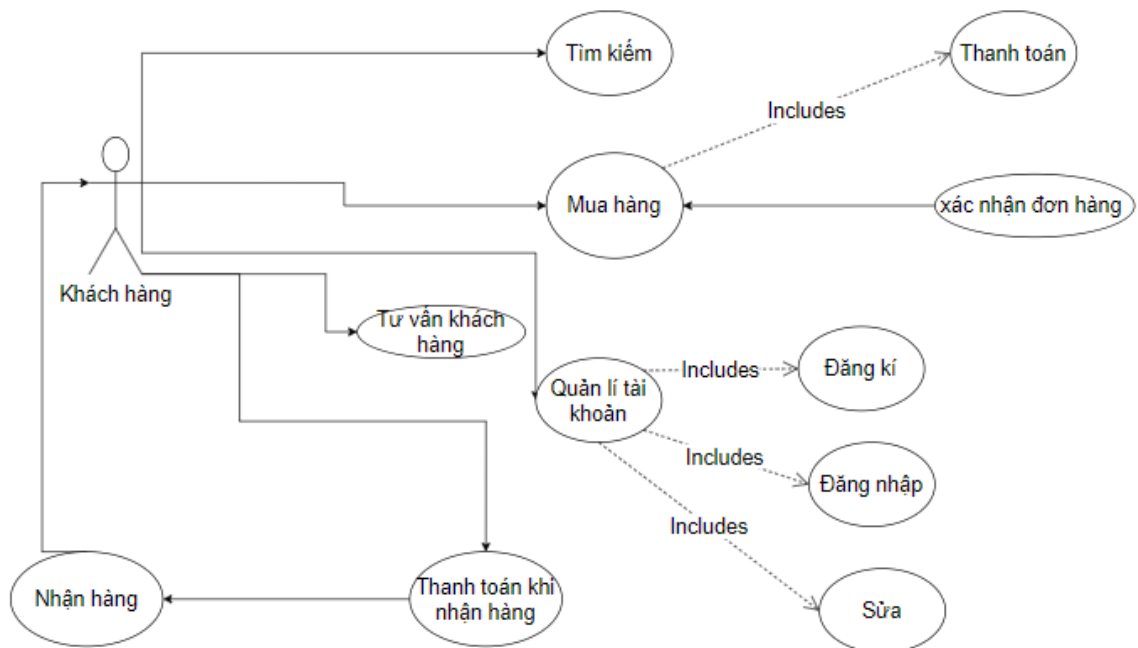 Tìm kiếm
Thanh toán
Includes
Mua hàng
xác nhận đơn hàng
Khách hàng
Tư vấn khách
hàng
Includes
Đăng kí
Quản lí tài
khoản
Includes
Đăng nhập
Includes
Nhận hàng
Thanh toán khi
nhận hàng
Sửa